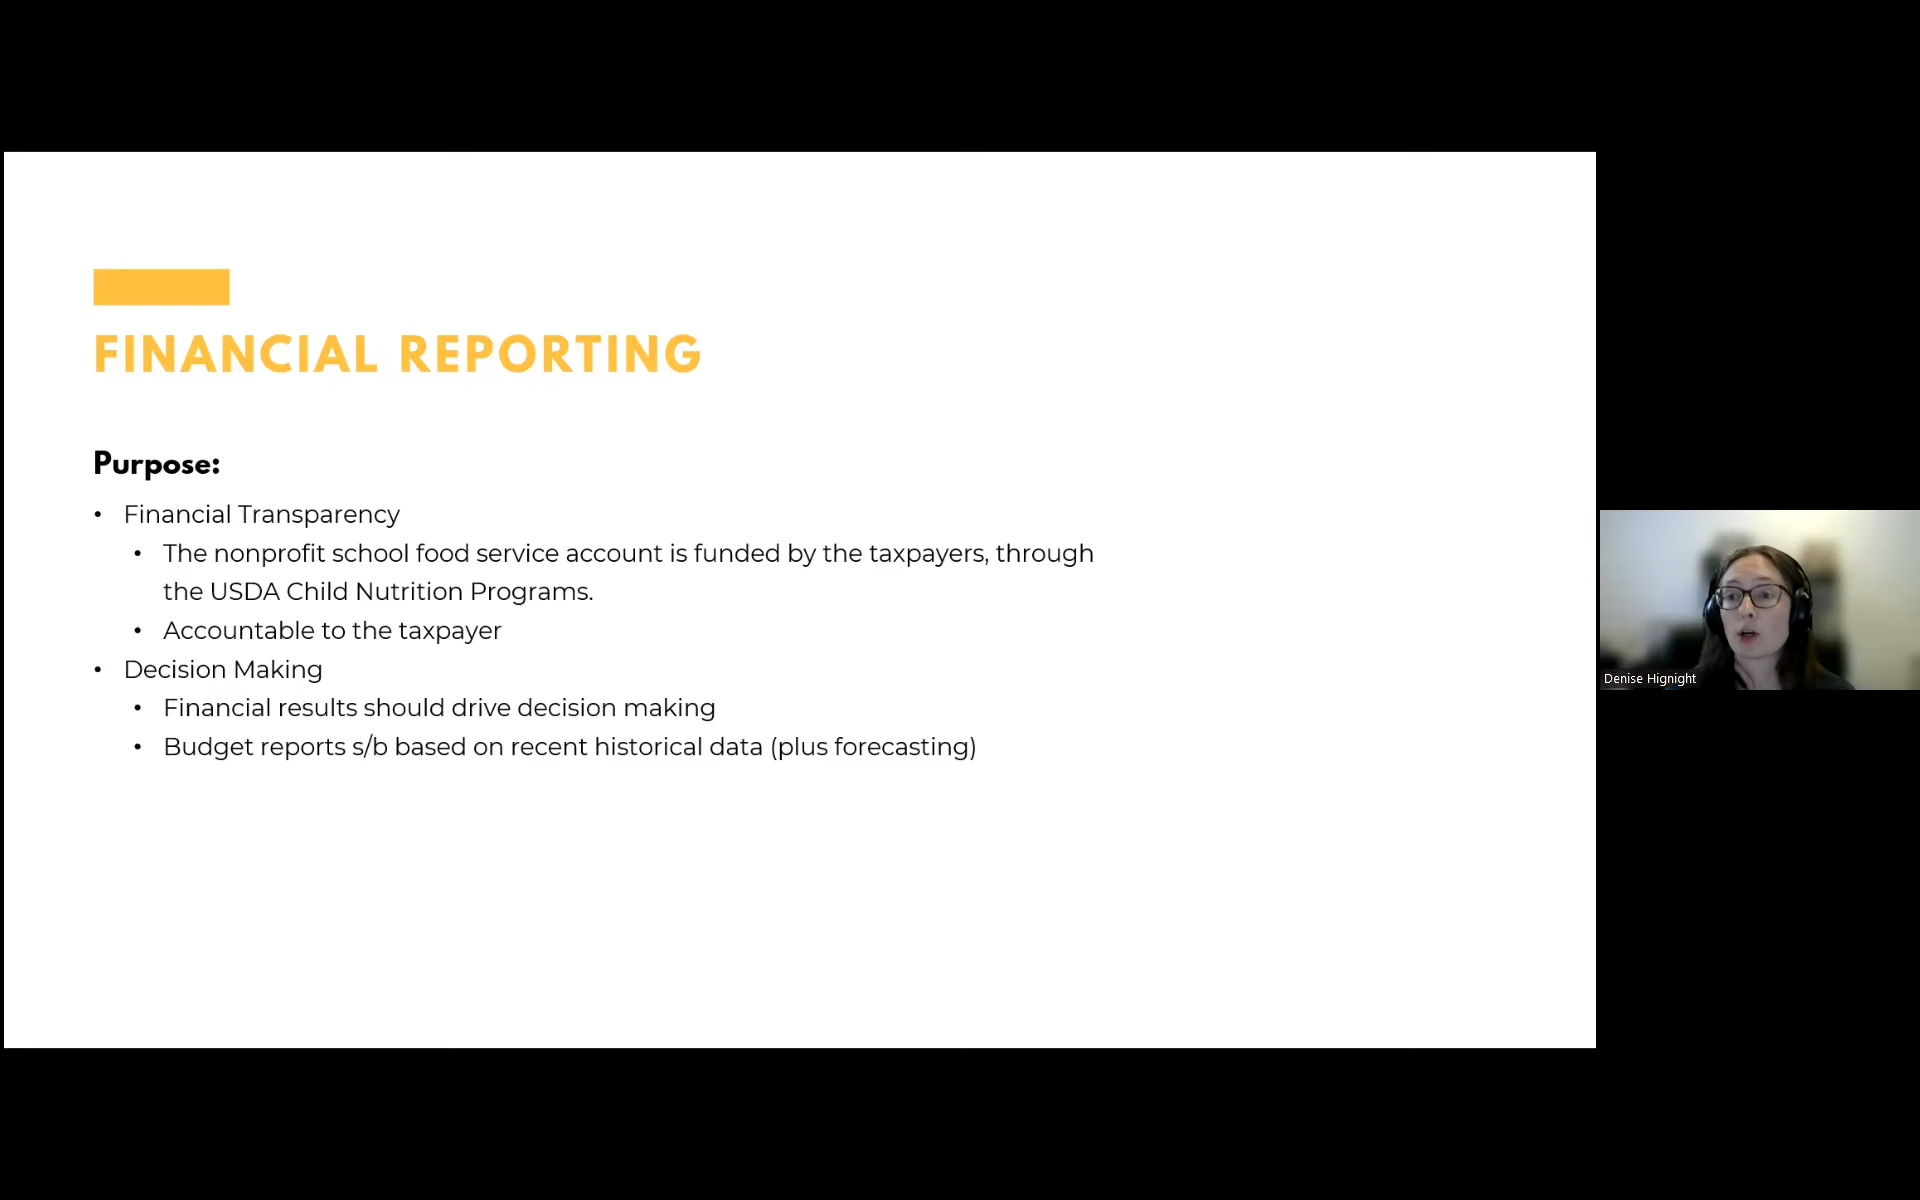 FINANCIAL REPORTING
Purpose:
• Financial Transparency
• The nonprofit school food service account is funded by the taxpayers, through
the USDA Child Nutrition Programs.
• Accountable to the taxpayer
• Decision Making
• Financial results should drive decision making
• Budget reports s/b based on recent historical data (plus forecasting)
Denise Hignight